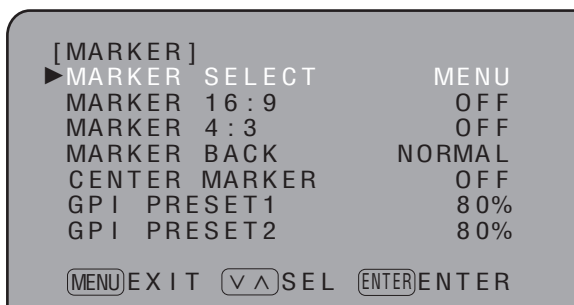 [MARKER]
▶MARKER SELECT MENU
MARKER 16:9 OFF
MARKER 4:3 OFF
MARKER BACK NORMAL
CENTER MARKER OFF
GPI PRESET1 80%
GPI PRESET2 80%
MENU EXIT ∨∧ SEL ENTER ENTER